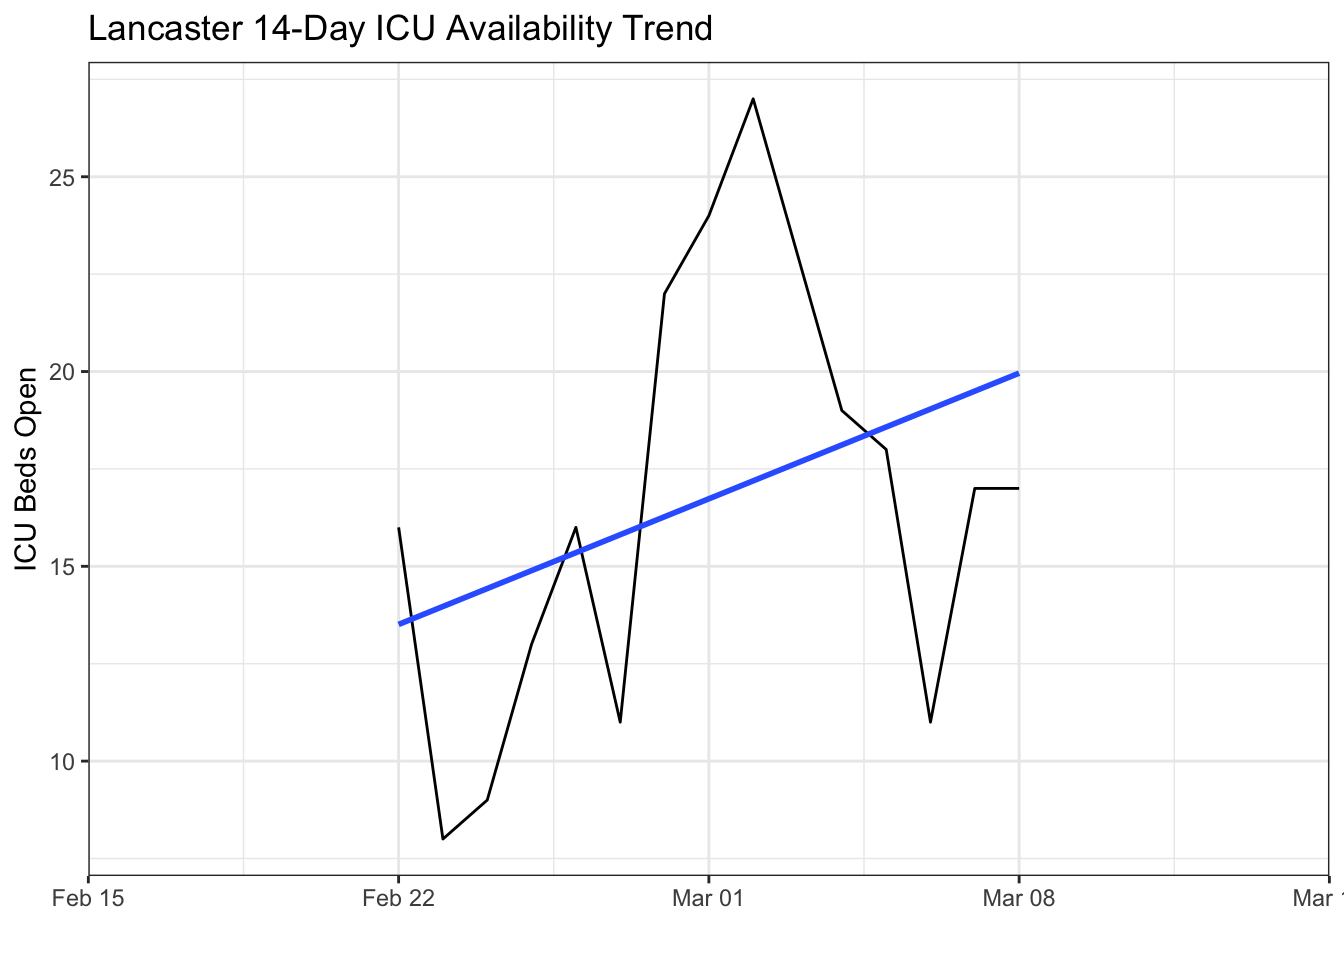 Lancaster 14-Day ICU Availability Trend
ICU Beds Open
25
20
15
10
Feb 15 Feb 22 Mar 01 Mar 08 Mar